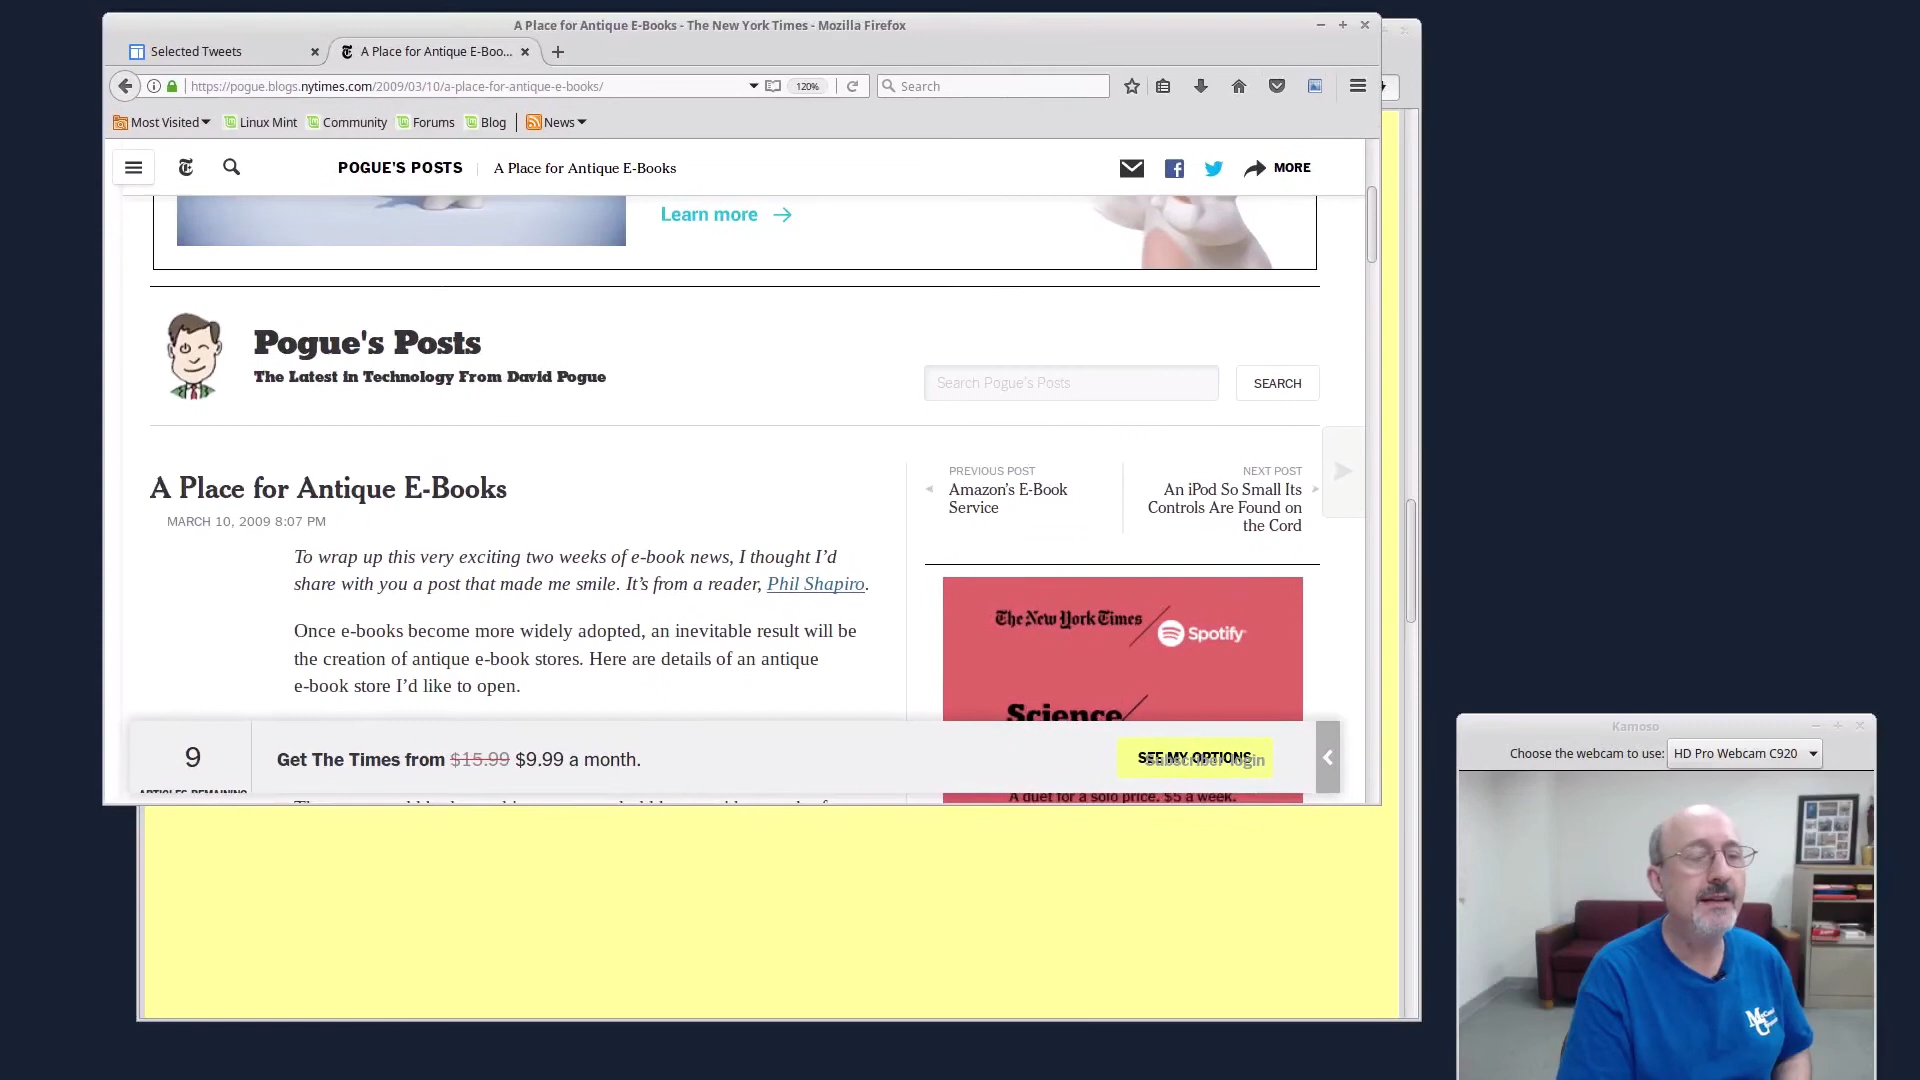 A Place for Antique E-Books - The New York Times - Mozilla Firefox
Selected Tweets
A Place for Antique E-Boo...
https://pogue.blogs.nytimes.com/2009/03/10/a-place-for-antique-e-books/
120%
Search
Most Visited
Linux Mint
Community
Forums
Blog
News
POGUE'S POSTS
A Place for Antique E-Books
MORE
Learn more →
Pogue's Posts
The Latest in Technology From David Pogue
Search Pogue's Posts
SEARCH
A Place for Antique E-Books
MARCH 10, 2009 8:07 PM
To wrap up this very exciting two weeks of e-book news, I thought I’d
share with you a post that made me smile. It’s from a reader, Phil Shapiro.
Once e-books become more widely adopted, an inevitable result will be
the creation of antique e-book stores. Here are details of an antique
e-book store I’d like to open.
PREVIOUS POST
Amazon’s E-Book
Service
NEXT POST
An iPod So Small Its
Controls Are Found on
the Cord
The New York Times
Spotify
Science
A duet for a solo price. $5 a week.
9
ARTICLES REMAINING
Get The Times from $15.99 $9.99 a month.
SEE MY OPTIONS
Subscriber login
Kamoso
Choose the webcam to use:
HD Pro Webcam C920